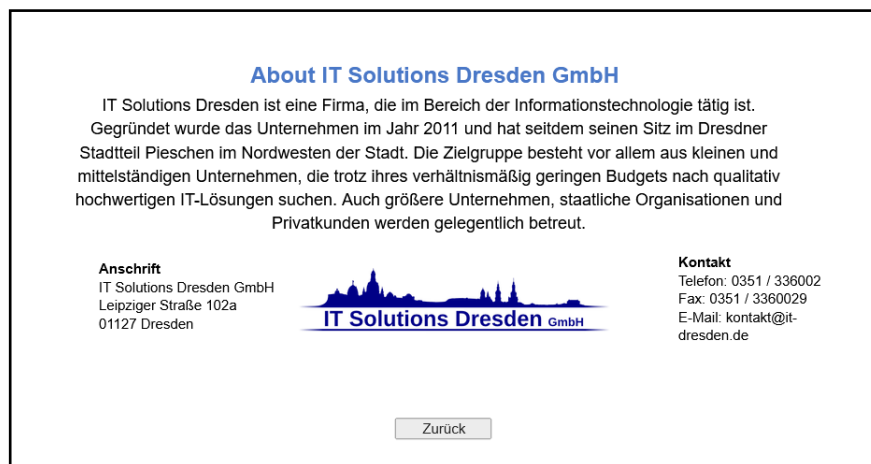 About IT Solutions Dresden GmbH
IT Solutions Dresden ist eine Firma, die im Bereich der Informationstechnologie tätig ist.
Gegründet wurde das Unternehmen im Jahr 2011 und hat seitdem seinen Sitz im Dresdner
Stadtteil Pieschen im Nordwesten der Stadt. Die Zielgruppe besteht vor allem aus kleinen und
mittelständigen Unternehmen, die trotz ihres verhältnismäßig geringen Budgets nach qualitativ
hochwertigen IT-Lösungen suchen. Auch größere Unternehmen, staatliche Organisationen und
Privatkunden werden gelegentlich betreut.
Anschrift
IT Solutions Dresden GmbH
Leipziger Straße 102a
01127 Dresden
IT Solutions Dresden GmbH
Kontakt
Telefon: 0351 / 336002
Fax: 0351 / 3360029
E-Mail: kontakt@it-
dresden.de
Zurück